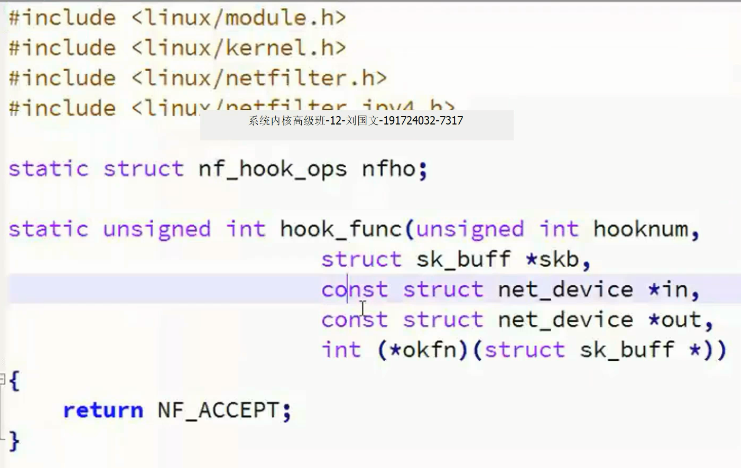 #include <linux/module.h>
#include <linux/kernel.h>
#include <linux/netfilter.h>
#include <linux/netfilter_ipv4.h>
系统内核高级班-12-刘国文-191724032-7317
static struct nf_hook_ops nfho;
static unsigned int hook_func(unsigned int hooknum,
struct sk_buff *skb,
const struct net_device *in,
const struct net_device *out,
int (*okfn)(struct sk_buff *))
{
return NF_ACCEPT;
}